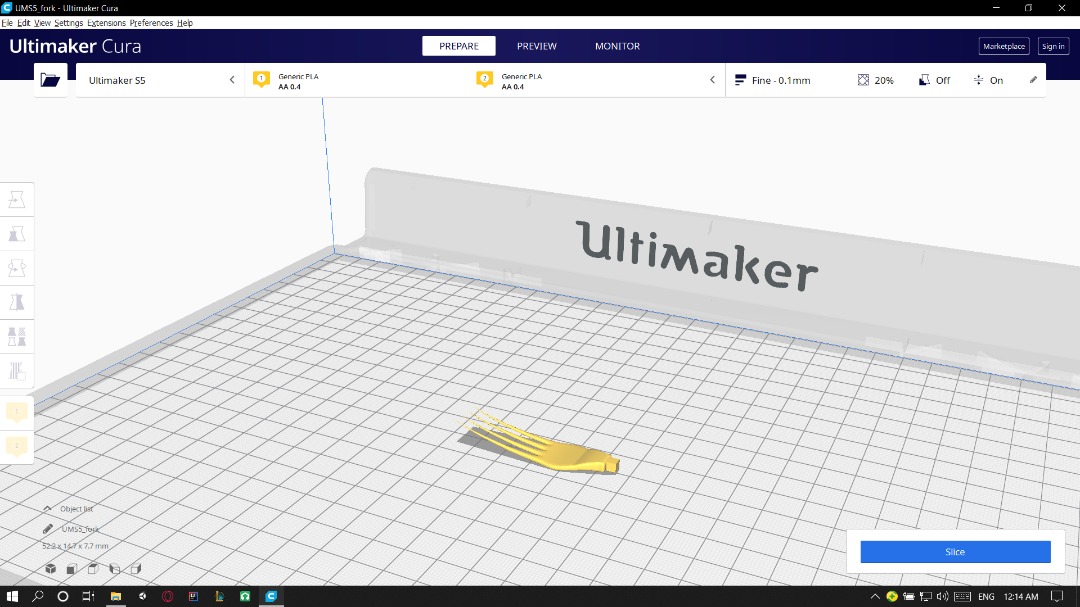 UMS5_fork - Ultimaker Cura
File Edit View Settings Extensions Preferences Help
Ultimaker Cura
PREPARE PREVIEW MONITOR
Marketplace Sign in
Ultimaker S5
1 Generic PLA
AA 0.4
2 Generic PLA
AA 0.4
Fine - 0.1mm 20% Off On
Ultimaker
Object list
UMS5_fork
52.2 x 14.7 x 7.7 mm
Slice
ENG 12:14 AM